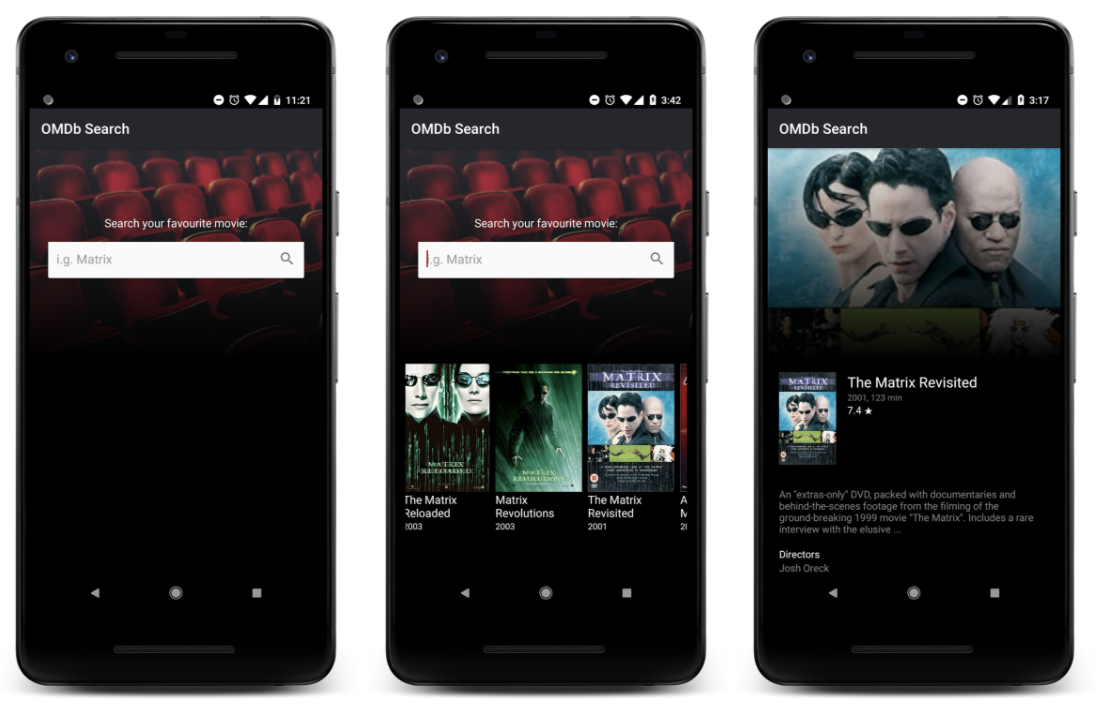 11:21
OMDb Search
Search your favourite movie:
i.g. Matrix
3:42
OMDb Search
Search your favourite movie:
i.g. Matrix
MATRIX
RELOADED
MATRIX
REVOLUTIONS
MATRIX
REVISITED
The Matrix
Reloaded
2003
Matrix
Revolutions
2003
The Matrix
Revisited
2001
A
M
20
3:17
OMDb Search
MATRIX
REVISITED
The Matrix Revisited
2001, 123 min
7.4 ★
An "extras-only" DVD, packed with documentaries and
behind-the-scenes footage from the filming of the
ground-breaking 1999 movie "The Matrix". Includes a rare
interview with the elusive ...
Directors
Josh Oreck